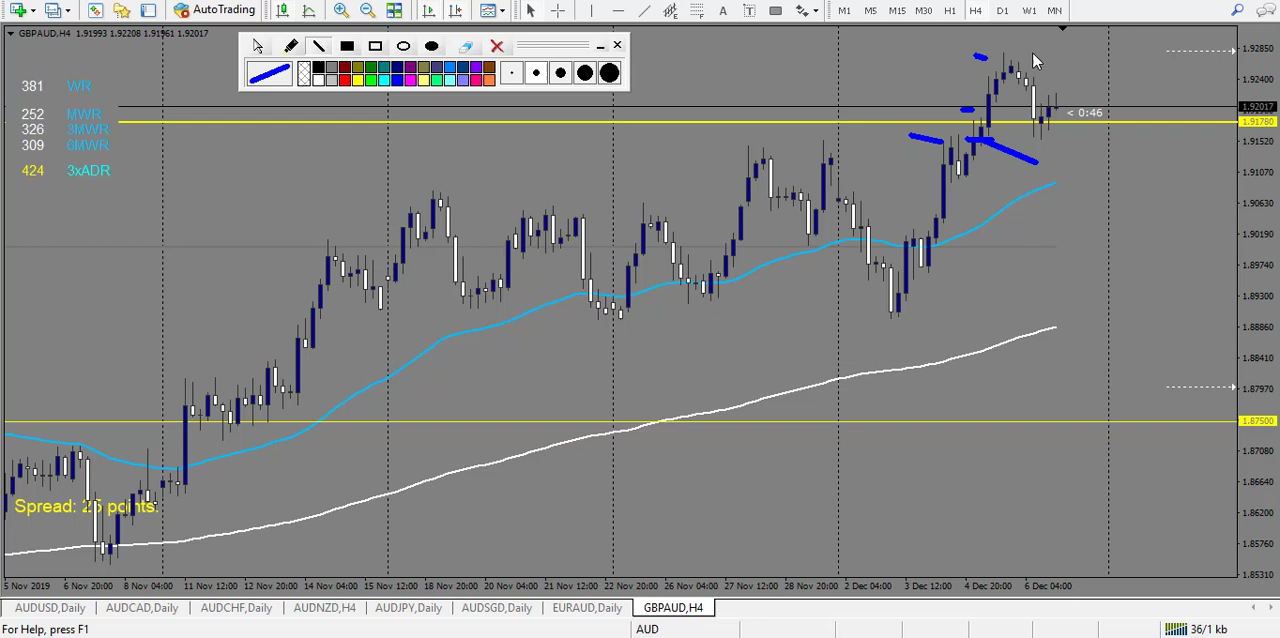 AutoTrading M1 M5 M15 M30 H1 H4 D1 W1 MN
GBPAUD,H4 1.91993 1.92208 1.91961 1.92017
381 WR
252 MWR
326 3MWR
309 6MWR
424 3xADR
< 0:46
Spread: 25 points.
1.92850
1.92400
1.92017
1.91780
1.91520
1.91070
1.90630
1.90190
1.89740
1.89300
1.88860
1.88410
1.87970
1.87500
1.87080
1.86640
1.86200
1.85760
1.85310
5 Nov 2019 6 Nov 20:00 8 Nov 04:00 11 Nov 12:00 12 Nov 20:00 14 Nov 04:00 15 Nov 12:00 18 Nov 20:00 20 Nov 04:00 21 Nov 12:00 22 Nov 20:00 26 Nov 04:00 27 Nov 12:00 28 Nov 20:00 2 Dec 04:00 3 Dec 12:00 4 Dec 20:00 6 Dec 04:00
AUDUSD,Daily AUDCAD,Daily AUDCHF,Daily AUDNZD,H4 AUDJPY,Daily AUDSGD,Daily EURAUD,Daily GBPAUD,H4
For Help, press F1 AUD 36/1 kb